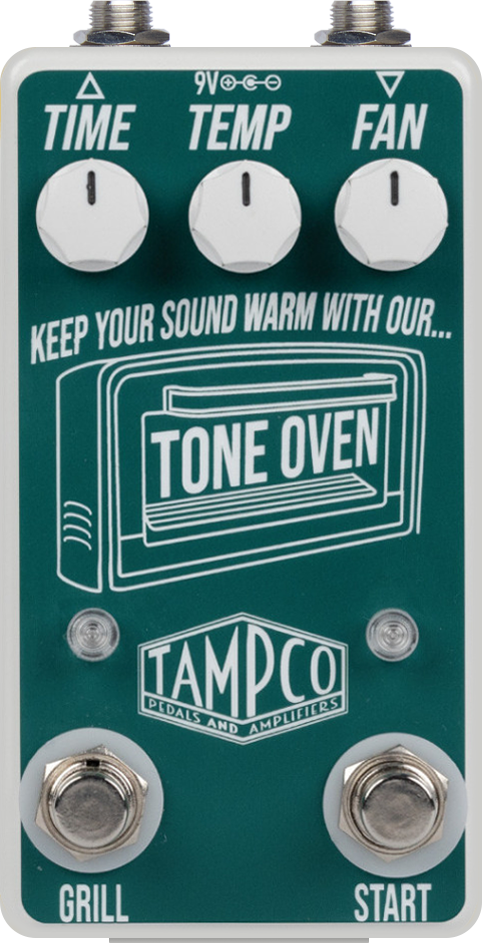 9V
TIME TEMP FAN
KEEP YOUR SOUND WARM WITH OUR...
TONE OVEN
TAMPCO
PEDALS AND AMPLIFIERS
GRILL START